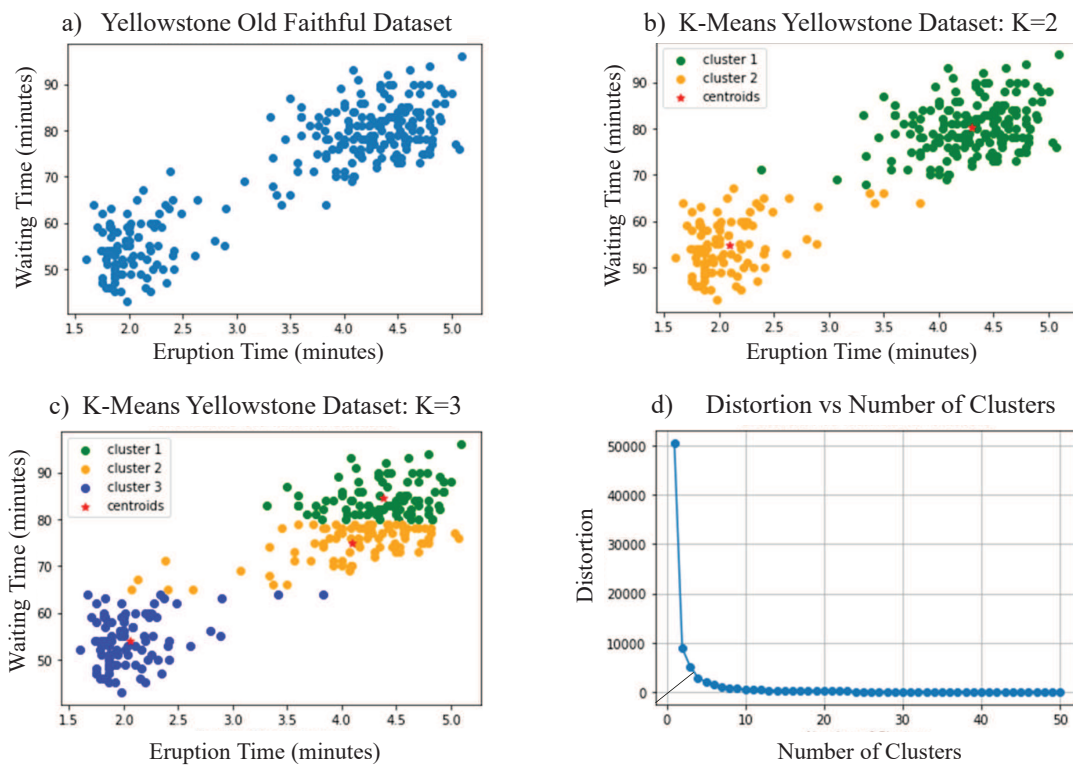 a) Yellowstone Old Faithful Dataset
Waiting Time (minutes)
90
80
70
60
50
1.5 2.0 2.5 3.0 3.5 4.0 4.5 5.0
Eruption Time (minutes)
b) K-Means Yellowstone Dataset: K=2
cluster 1
cluster 2
centroids
Waiting Time (minutes)
90
80
70
60
50
1.5 2.0 2.5 3.0 3.5 4.0 4.5 5.0
Eruption Time (minutes)
c) K-Means Yellowstone Dataset: K=3
cluster 1
cluster 2
cluster 3
centroids
Waiting Time (minutes)
90
80
70
60
50
1.5 2.0 2.5 3.0 3.5 4.0 4.5 5.0
Eruption Time (minutes)
d) Distortion vs Number of Clusters
Distortion
50000
40000
30000
20000
10000
0
0 10 20 30 40 50
Number of Clusters